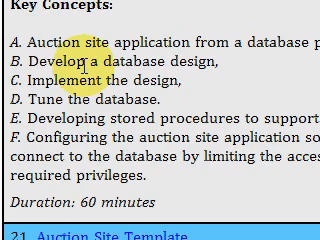 Key Concepts:
A. Auction site application from a database p
B. Develop a database design,
C. Implement the design,
D. Tune the database.
E. Developing stored procedures to support
F. Configuring the auction site application so
connect to the database by limiting the acces
required privileges.
Duration: 60 minutes
21. Auction Site Template